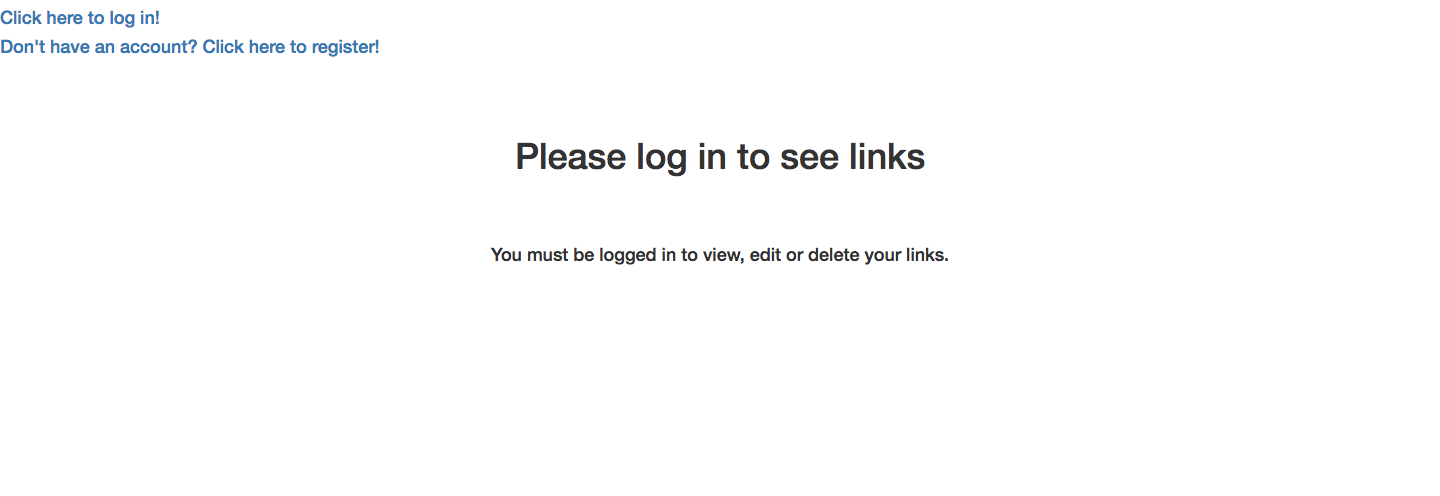 Click here to log in!
Don't have an account? Click here to register!
Please log in to see links
You must be logged in to view, edit or delete your links.